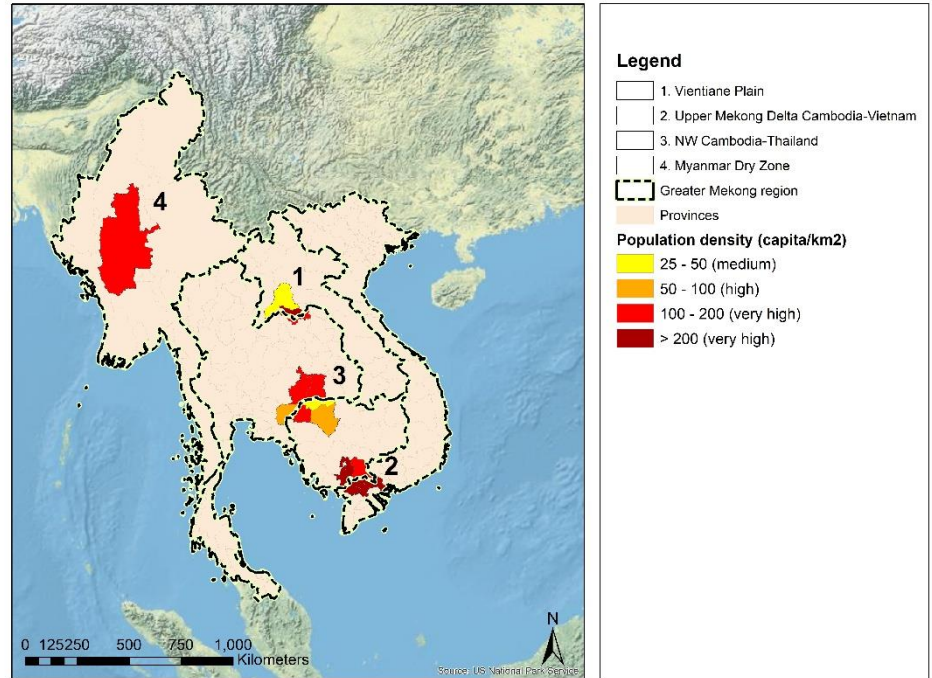 4
1
3
2
0 125250 500 750 1,000
Kilometers
N
Source: US National Park Service
Legend
1. Vientiane Plain
2. Upper Mekong Delta Cambodia-Vietnam
3. NW Cambodia-Thailand
4. Myanmar Dry Zone
Greater Mekong region
Provinces
Population density (capita/km2)
25 - 50 (medium)
50 - 100 (high)
100 - 200 (very high)
> 200 (very high)